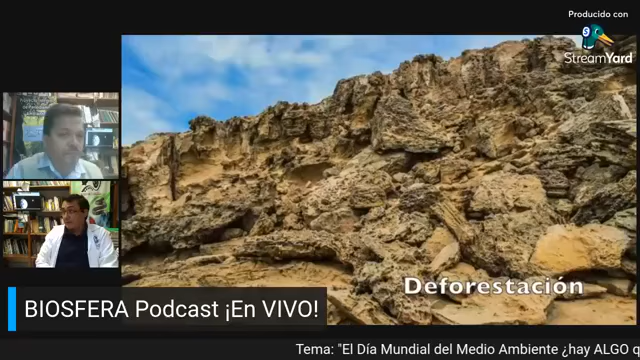 Producido con
StreamYard
Deforestación
BIOSFERA Podcast ¡En VIVO!
Tema: "El Día Mundial del Medio Ambiente ¿hay ALGO q